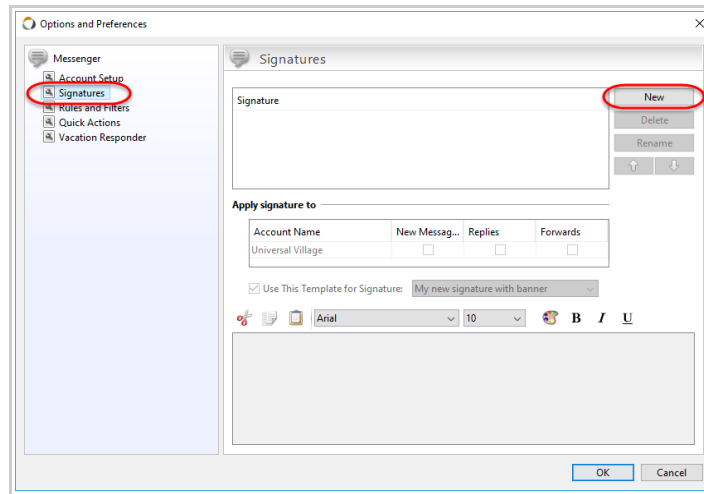 Options and Preferences
Messenger
Account Setup
Signatures
Rules and Filters
Quick Actions
Vacation Responder
Signatures
Signature
New
Delete
Rename
Apply signature to
Account Name New Messag... Replies Forwards
Universal Village
Use This Template for Signature: My new signature with banner
Arial 10 B I U
OK Cancel